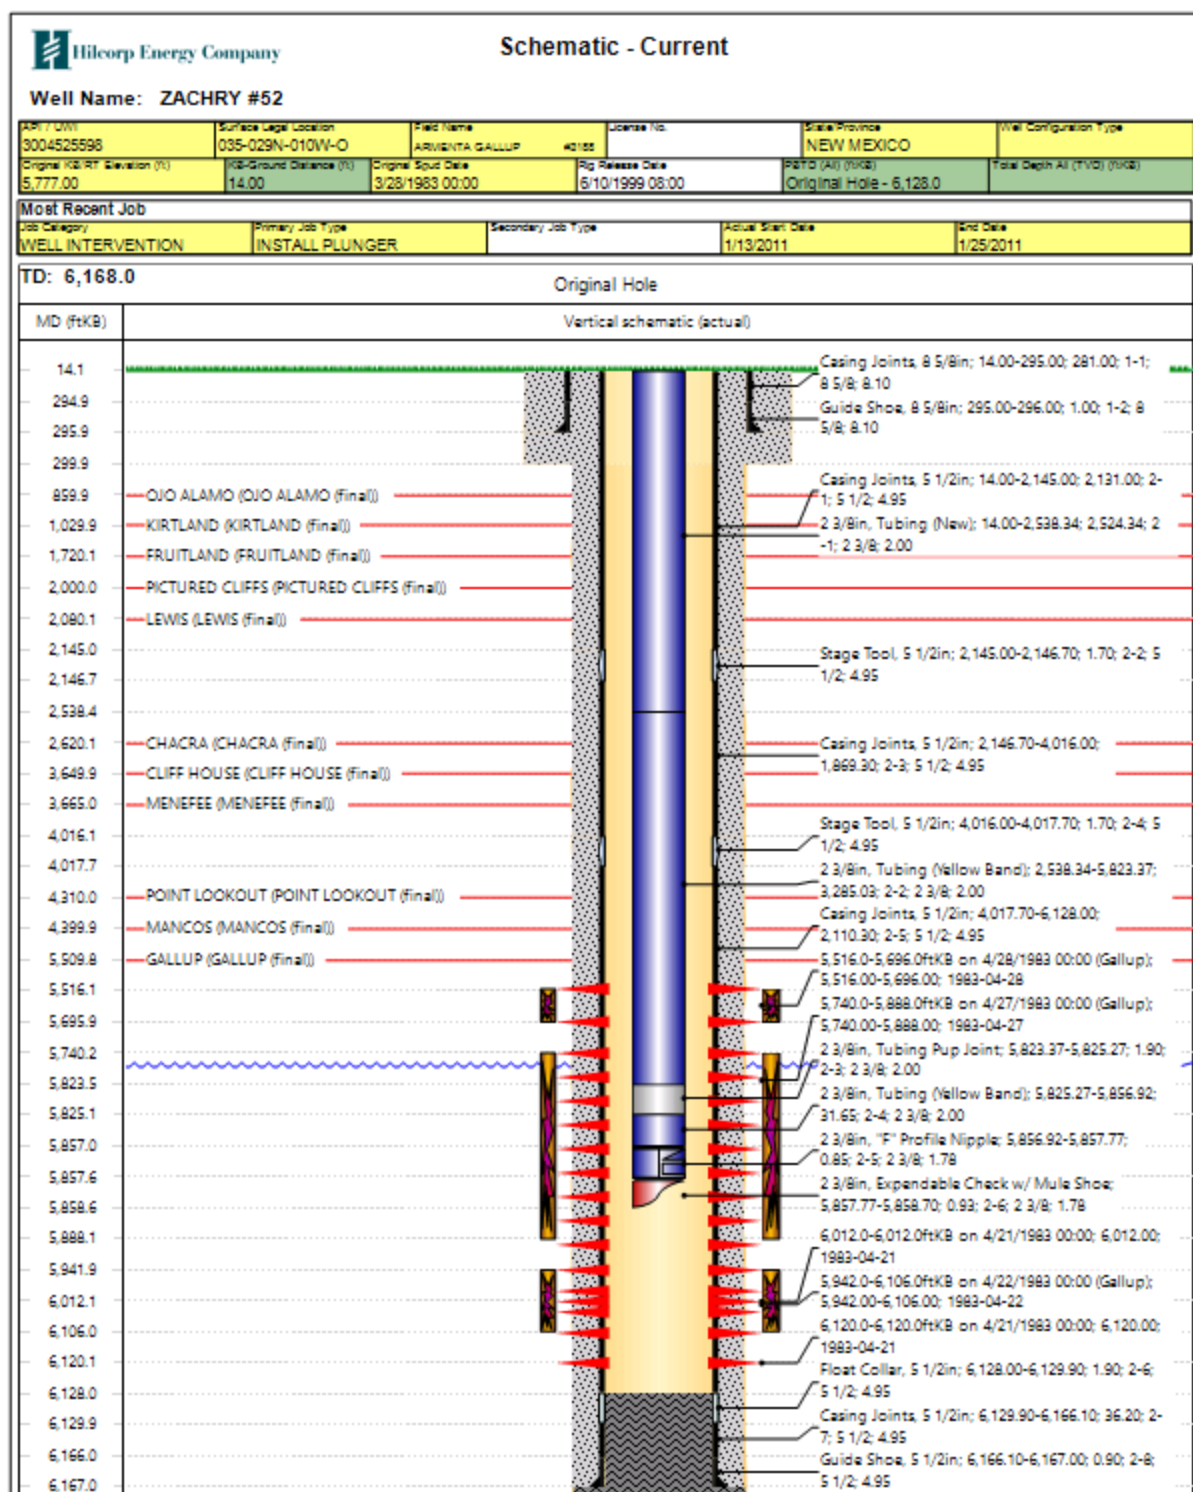 Hilcorp Energy Company
Schematic - Current
Well Name: ZACHRY #52
API / UWI
3004525598
Surface Legal Location
035-029N-010W-O
Field Name
ARMENTA GALLUP #2188
License No.
State/Province
NEW MEXICO
Well Configuration Type
Original KB/RT Elevation (ft)
5,777.00
KB-Ground Distance (ft)
14.00
Original Spud Date
3/28/1983 00:00
Rig Release Date
6/10/1999 08:00
PBTD (All) (ftKB)
Original Hole - 6,128.0
Total Depth All (TVD) (ftKB)
Most Recent Job
Job Category
WELL INTERVENTION
Primary Job Type
INSTALL PLUNGER
Secondary Job Type
Actual Start Date
1/13/2011
End Date
1/25/2011
TD: 6,168.0
Original Hole
MD (ftKB)
Vertical schematic (actual)
14.1
294.9
295.9
299.9
859.9
1,029.9
1,720.1
2,000.0
2,080.1
2,145.0
2,146.7
2,538.4
2,620.1
3,649.9
3,665.0
4,016.1
4,017.7
4,310.0
4,399.9
5,509.8
5,516.1
5,695.9
5,740.2
5,823.5
5,825.1
5,857.0
5,857.6
5,858.6
5,888.1
5,941.9
6,012.1
6,106.0
6,120.1
6,128.0
6,129.9
6,166.0
6,167.0
OJO ALAMO (OJO ALAMO (final))
KIRTLAND (KIRTLAND (final))
FRUITLAND (FRUITLAND (final))
PICTURED CLIFFS (PICTURED CLIFFS (final))
LEWIS (LEWIS (final))
CHACRA (CHACRA (final))
CLIFF HOUSE (CLIFF HOUSE (final))
MENEFEE (MENEFEE (final))
POINT LOOKOUT (POINT LOOKOUT (final))
MANCOS (MANCOS (final))
GALLUP (GALLUP (final))
Casing Joints, 8 5/8in; 14.00-295.00; 281.00; 1-1;
8 5/8; 8.10
Guide Shoe, 8 5/8in; 295.00-296.00; 1.00; 1-2; 8
5/8; 8.10
Casing Joints, 5 1/2in; 14.00-2,145.00; 2,131.00; 2-
1; 5 1/2; 4.95
2 3/8in, Tubing (New); 14.00-2,538.34; 2,524.34; 2
-1; 2 3/8; 2.00
Stage Tool, 5 1/2in; 2,145.00-2,146.70; 1.70; 2-2; 5
1/2; 4.95
Casing Joints, 5 1/2in; 2,146.70-4,016.00;
1,869.30; 2-3; 5 1/2; 4.95
Stage Tool, 5 1/2in; 4,016.00-4,017.70; 1.70; 2-4; 5
1/2; 4.95
2 3/8in, Tubing (Yellow Band); 2,538.34-5,823.37;
3,285.03; 2-2; 2 3/8; 2.00
Casing Joints, 5 1/2in; 4,017.70-6,128.00;
2,110.30; 2-5; 5 1/2; 4.95
5,516.0-5,696.0ftKB on 4/28/1983 00:00 (Gallup);
5,516.00-5,696.00; 1983-04-28
5,740.0-5,888.0ftKB on 4/27/1983 00:00 (Gallup);
5,740.00-5,888.00; 1983-04-27
2 3/8in, Tubing Pup Joint; 5,823.37-5,825.27; 1.90;
2-3; 2 3/8; 2.00
2 3/8in, Tubing (Yellow Band); 5,825.27-5,856.92;
31.65; 2-4; 2 3/8; 2.00
2 3/8in, "F" Profile Nipple; 5,856.92-5,857.77;
0.85; 2-5; 2 3/8; 1.78
2 3/8in, Expendable Check w/ Mule Shoe;
5,857.77-5,858.70; 0.93; 2-6; 2 3/8; 1.78
6,012.0-6,012.0ftKB on 4/21/1983 00:00; 6,012.00;
1983-04-21
5,942.0-6,106.0ftKB on 4/22/1983 00:00 (Gallup);
5,942.00-6,106.00; 1983-04-22
6,120.0-6,120.0ftKB on 4/21/1983 00:00; 6,120.00;
1983-04-21
Float Collar, 5 1/2in; 6,128.00-6,129.90; 1.90; 2-6;
5 1/2; 4.95
Casing Joints, 5 1/2in; 6,129.90-6,166.10; 36.20; 2-
7; 5 1/2; 4.95
Guide Shoe, 5 1/2in; 6,166.10-6,167.00; 0.90; 2-8;
5 1/2; 4.95